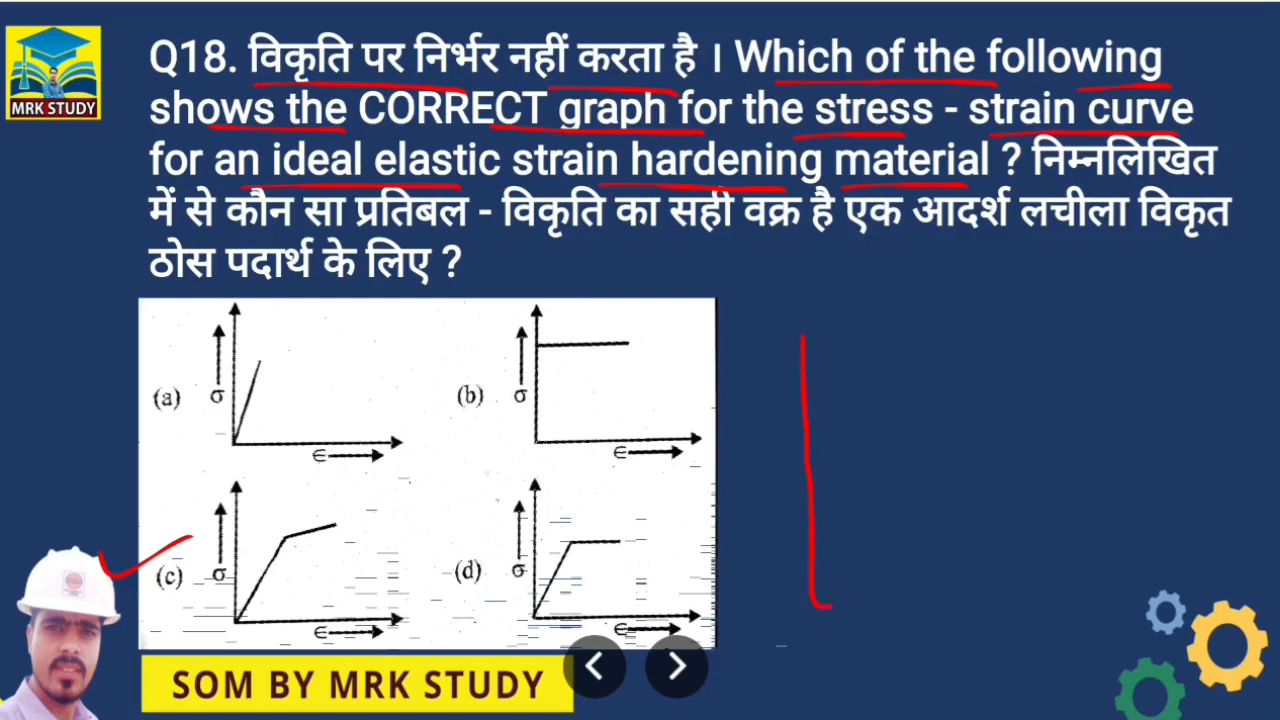 MRK STUDY
Q18. विकृति पर निर्भर नहीं करता है । Which of the following
shows the CORRECT graph for the stress - strain curve
for an ideal elastic strain hardening material ? निम्नलिखित
में से कौन सा प्रतिबल - विकृति का सही वक्र है एक आदर्श लचीला विकृत
ठोस पदार्थ के लिए ?
(a) σ ∈
(b) σ ∈
(c) σ ∈
(d) σ ∈
SOM BY MRK STUDY